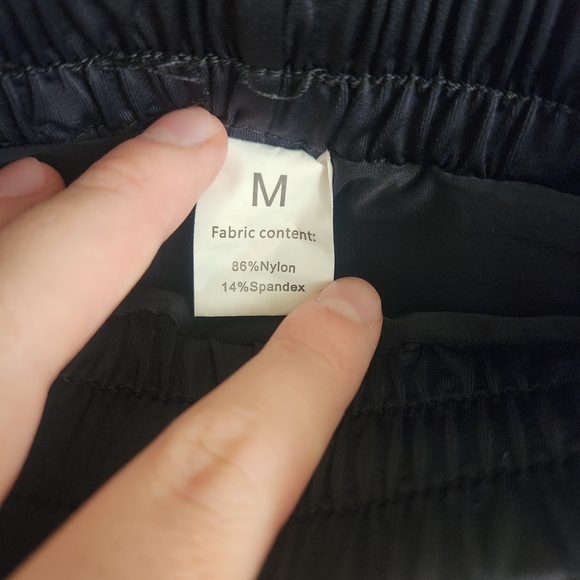 M
Fabric content:
86%Nylon
14%Spandex